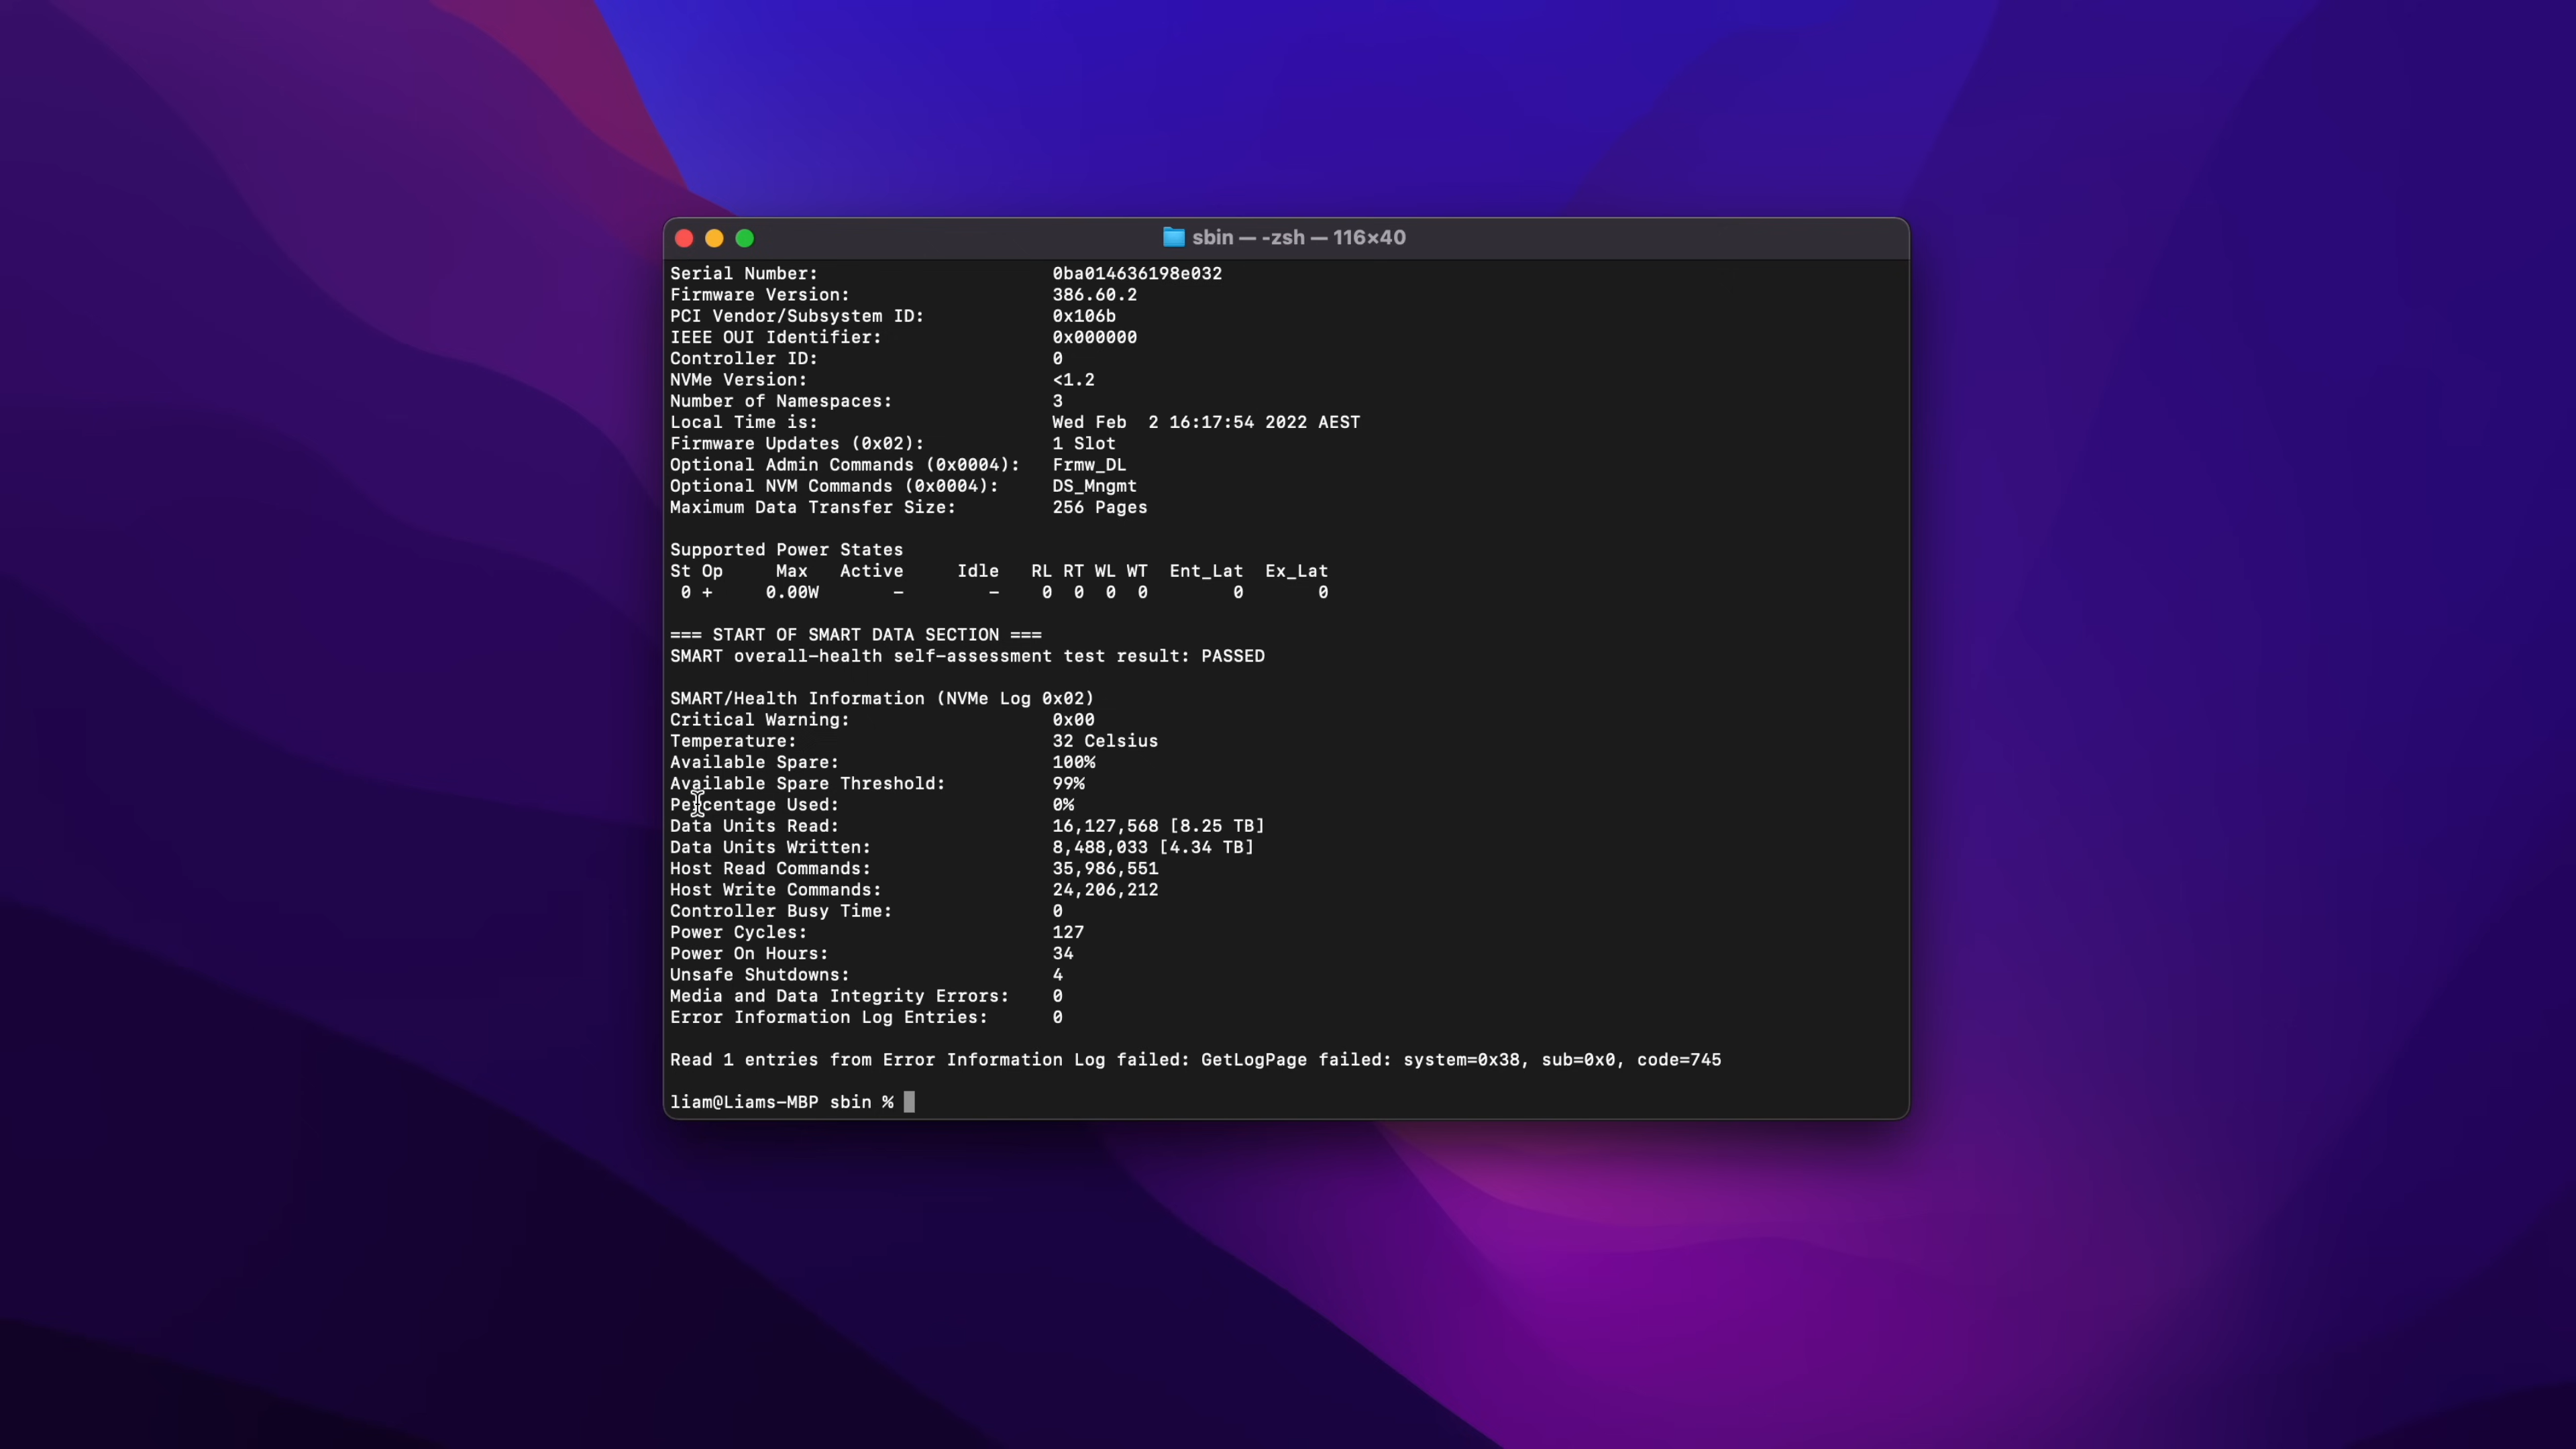 sbin — -zsh — 116×40
Serial Number: 0ba014636198e032
Firmware Version: 386.60.2
PCI Vendor/Subsystem ID: 0x106b
IEEE OUI Identifier: 0x000000
Controller ID: 0
NVMe Version: <1.2
Number of Namespaces: 3
Local Time is: Wed Feb  2 16:17:54 2022 AEST
Firmware Updates (0x02): 1 Slot
Optional Admin Commands (0x0004): Frmw_DL
Optional NVM Commands (0x0004): DS_Mngmt
Maximum Data Transfer Size: 256 Pages
Supported Power States
St Op Max Active Idle RL RT WL WT Ent_Lat Ex_Lat
0 + 0.00W - - 0 0 0 0 0 0
=== START OF SMART DATA SECTION ===
SMART overall-health self-assessment test result: PASSED
SMART/Health Information (NVMe Log 0x02)
Critical Warning: 0x00
Temperature: 32 Celsius
Available Spare: 100%
Available Spare Threshold: 99%
Percentage Used: 0%
Data Units Read: 16,127,568 [8.25 TB]
Data Units Written: 8,488,033 [4.34 TB]
Host Read Commands: 35,986,551
Host Write Commands: 24,206,212
Controller Busy Time: 0
Power Cycles: 127
Power On Hours: 34
Unsafe Shutdowns: 4
Media and Data Integrity Errors: 0
Error Information Log Entries: 0
Read 1 entries from Error Information Log failed: GetLogPage failed: system=0x38, sub=0x0, code=745
liam@Liams-MBP sbin %